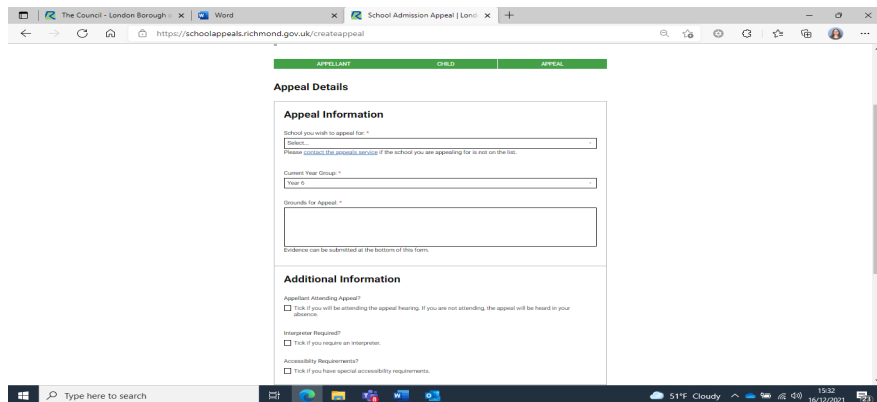 The Council - London Borough o
Word
School Admission Appeal | Lond
https://schoolappeals.richmond.gov.uk/createappeal
APPELLANT CHILD APPEAL
Appeal Details
Appeal Information
School you wish to appeal for: *
Select...
Please contact the appeals service if the school you are appealing for is not on the list.
Current Year Group: *
Year 6
Grounds for Appeal: *
Evidence can be submitted at the bottom of this form.
Additional Information
Appellant Attending Appeal?
Tick if you will be attending the appeal hearing. If you are not attending, the appeal will be heard in your
absence.
Interpreter Required?
Tick if you require an interpreter.
Accessibility Requirements?
Tick if you have special accessibility requirements.
Type here to search
51°F Cloudy
15:32
16/12/2021
23